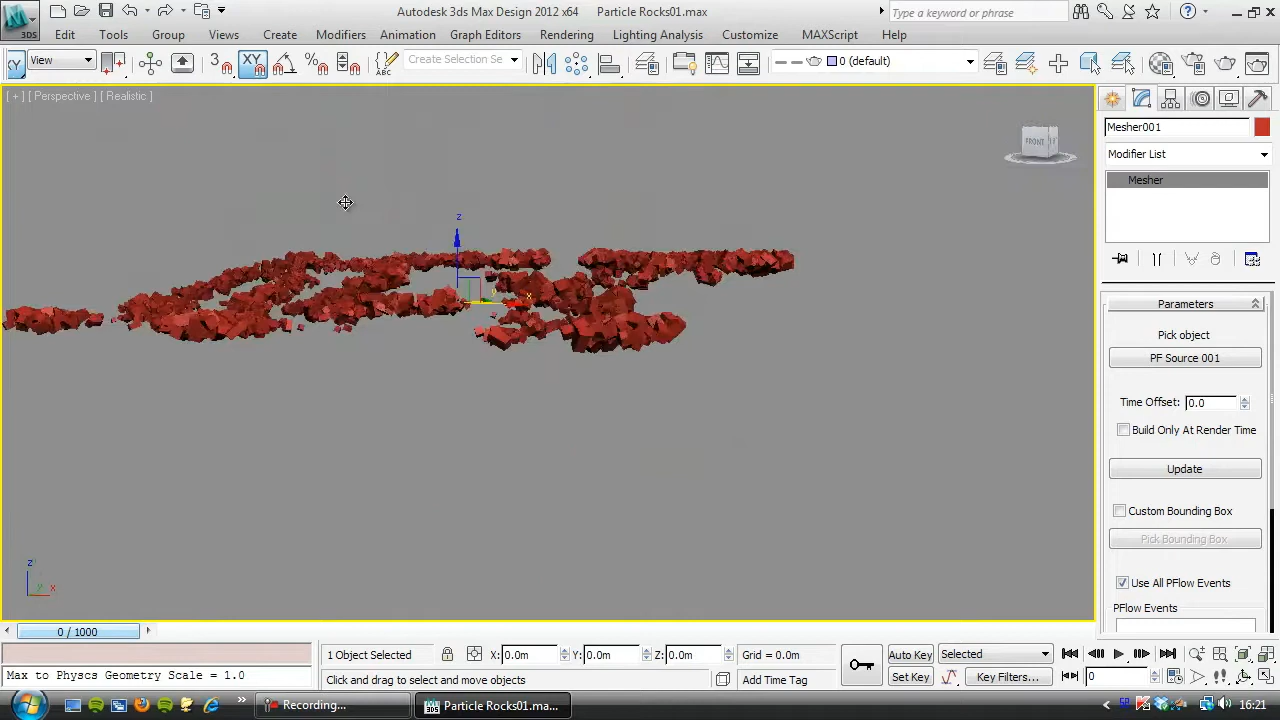 Autodesk 3ds Max Design 2012 x64 Particle Rocks01.max
Type a keyword or phrase
3DS
Edit Tools Group Views Create Modifiers Animation Graph Editors Rendering Lighting Analysis Customize MAXScript Help
XY View 3 XY Create Selection Se 0 (default)
[ + ] [ Perspective ] [ Realistic ]
FRONT
Mesher001
Modifier List
Mesher
z
y
x
Parameters
Pick object
PF Source 001
Time Offset: 0.0
Build Only At Render Time
Update
Custom Bounding Box
Pick Bounding Box
Use All PFlow Events
PFlow Events
z
y x
0 / 1000
1 Object Selected X: 0.0m Y: 0.0m Z: 0.0m Grid = 0.0m Auto Key Selected
Max to Physcs Geometry Scale = 1.0 Click and drag to select and move objects Add Time Tag Set Key Key Filters... 0
Recording... Particle Rocks01.ma... 16:21